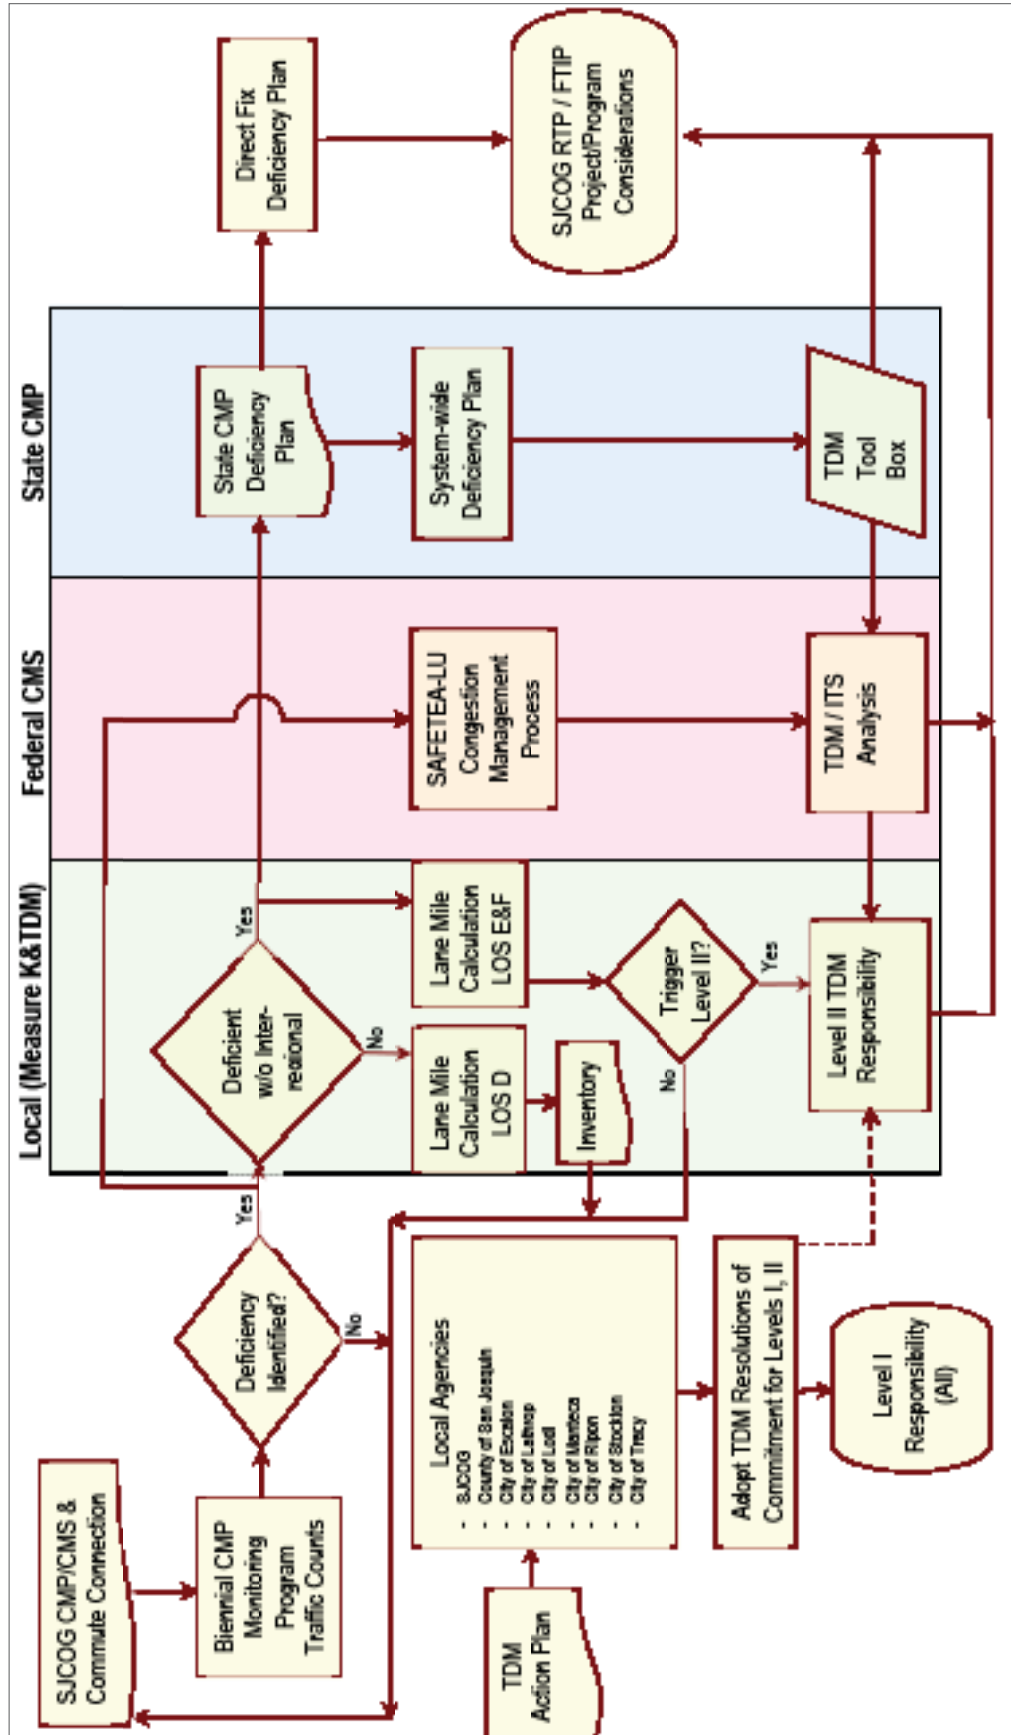 Local (Measure K&TDM)
Federal CMS
State CMP
SJCOG CMP/CMS &
Commute Connection
Biennial CMP
Monitoring
Program
Traffic Counts
Deficiency
Identified?
Yes
No
Deficient
w/o Inter-
regional
Yes
No
State CMP
Deficiency
Plan
Direct Fix
Deficiency Plan
Lane Mile
Calculation
LOS D
Lane Mile
Calculation
LOS E&F
SAFETEA-LU
Congestion
Management
Process
System-wide
Deficiency Plan
SJCOG RTP / FTIP
Project/Program
Considerations
Inventory
Trigger
Level II?
No
Yes
TDM
Action Plan
Local Agencies
- SJCOG
- County of San Joaquin
- City of Escalon
- City of Lathrop
- City of Lodi
- City of Manteca
- City of Ripon
- City of Stockton
- City of Tracy
Adopt TDM Resolutions of
Commitment for Levels I, II
Level I
Responsibility
(All)
Level II TDM
Responsibility
TDM / ITS
Analysis
TDM
Tool
Box